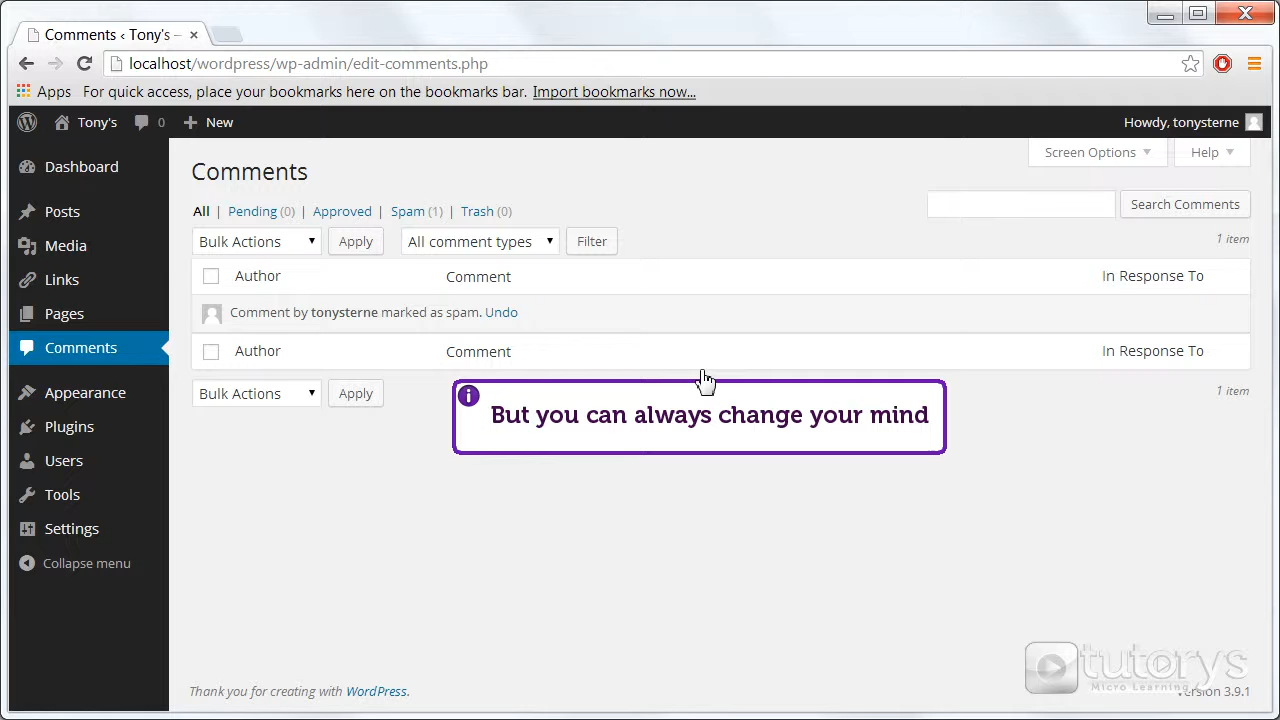 Comments ‹ Tony's –
localhost/wordpress/wp-admin/edit-comments.php
Apps For quick access, place your bookmarks here on the bookmarks bar. Import bookmarks now...
Tony's 0 + New Howdy, tonysterne
Screen Options Help
Dashboard
Posts
Media
Links
Pages
Comments
Appearance
Plugins
Users
Tools
Settings
Collapse menu
Comments
All | Pending (0) | Approved | Spam (1) | Trash (0)
Search Comments
Bulk Actions Apply All comment types Filter
1 item
Author Comment In Response To
Comment by tonysterne marked as spam. Undo
Author Comment In Response To
Bulk Actions Apply
1 item
But you can always change your mind
Thank you for creating with WordPress.
Version 3.9.1
tutorys
Micro Learning